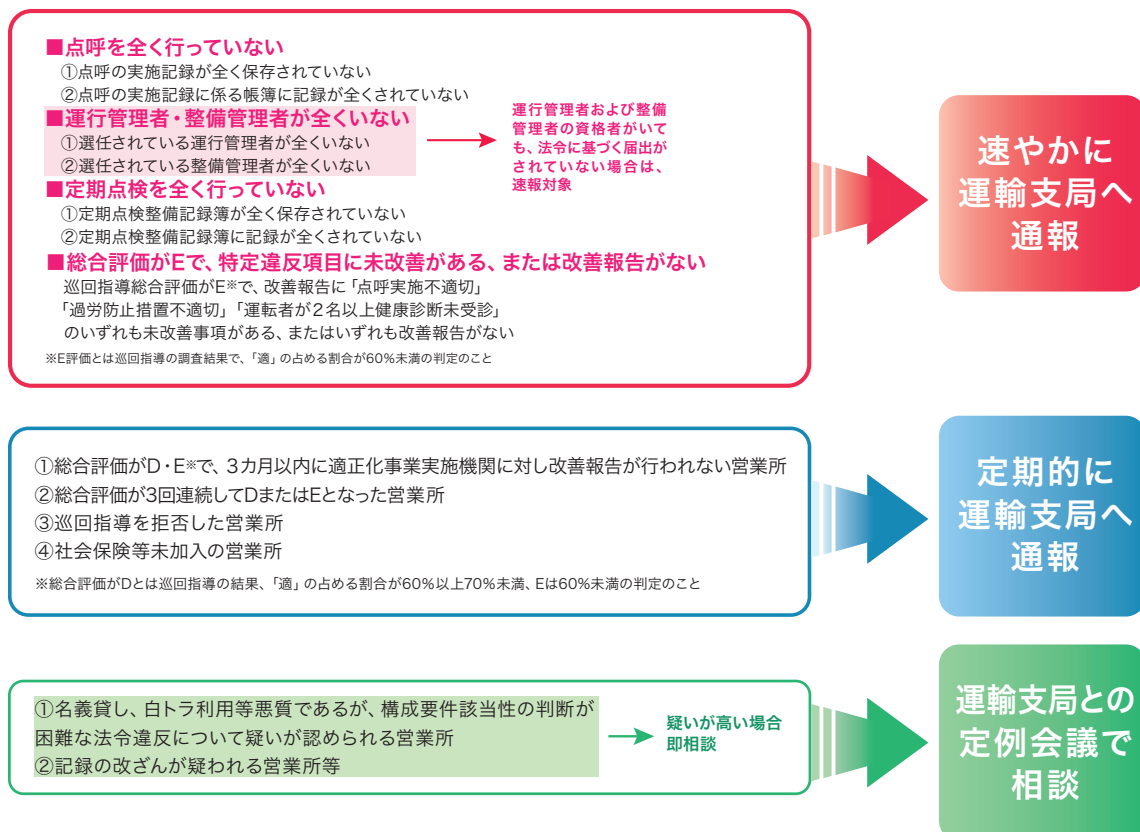 ■点呼を全く行っていない
①点呼の実施記録が全く保存されていない
②点呼の実施記録に係る帳簿に記録が全くされていない
■運行管理者・整備管理者が全くいない
①選任されている運行管理者が全くいない
②選任されている整備管理者が全くいない
運行管理者および整備
管理者の資格者がいて
も、法令に基づく届出が
されていない場合は、
速報対象
■定期点検を全く行っていない
①定期点検整備記録簿が全く保存されていない
②定期点検整備記録簿に記録が全くされていない
■総合評価がEで、特定違反項目に未改善がある、または改善報告がない
巡回指導総合評価がE※で、改善報告に「点呼実施不適切」
「過労防止措置不適切」「運転者が2名以上健康診断未受診」
のいずれも未改善事項がある、またはいずれも改善報告がない
※E評価とは巡回指導の調査結果で、「適」の占める割合が60%未満の判定のこと
速やかに
運輸支局へ
通報
①総合評価がD・E※で、3カ月以内に適正化事業実施機関に対し改善報告が行われない営業所
②総合評価が3回連続してDまたはEとなった営業所
③巡回指導を拒否した営業所
④社会保険等未加入の営業所
※総合評価がDとは巡回指導の結果、「適」の占める割合が60%以上70%未満、Eは60%未満の判定のこと
定期的に
運輸支局へ
通報
①名義貸し、白トラ利用等悪質であるが、構成要件該当性の判断が
困難な法令違反について疑いが認められる営業所
②記録の改ざんが疑われる営業所等
疑いが高い場合
即相談
運輸支局との
定例会議で
相談